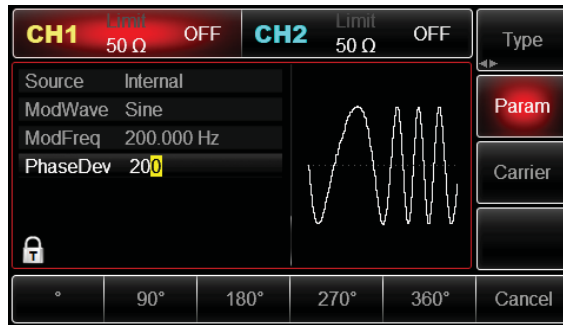 CH1 Limit 50 Ω OFF CH2 Limit 50 Ω OFF Type
Source Internal
ModWave Sine
Param
ModFreq 200.000 Hz
PhaseDev 200
Carrier
T
° 90° 180° 270° 360° Cancel